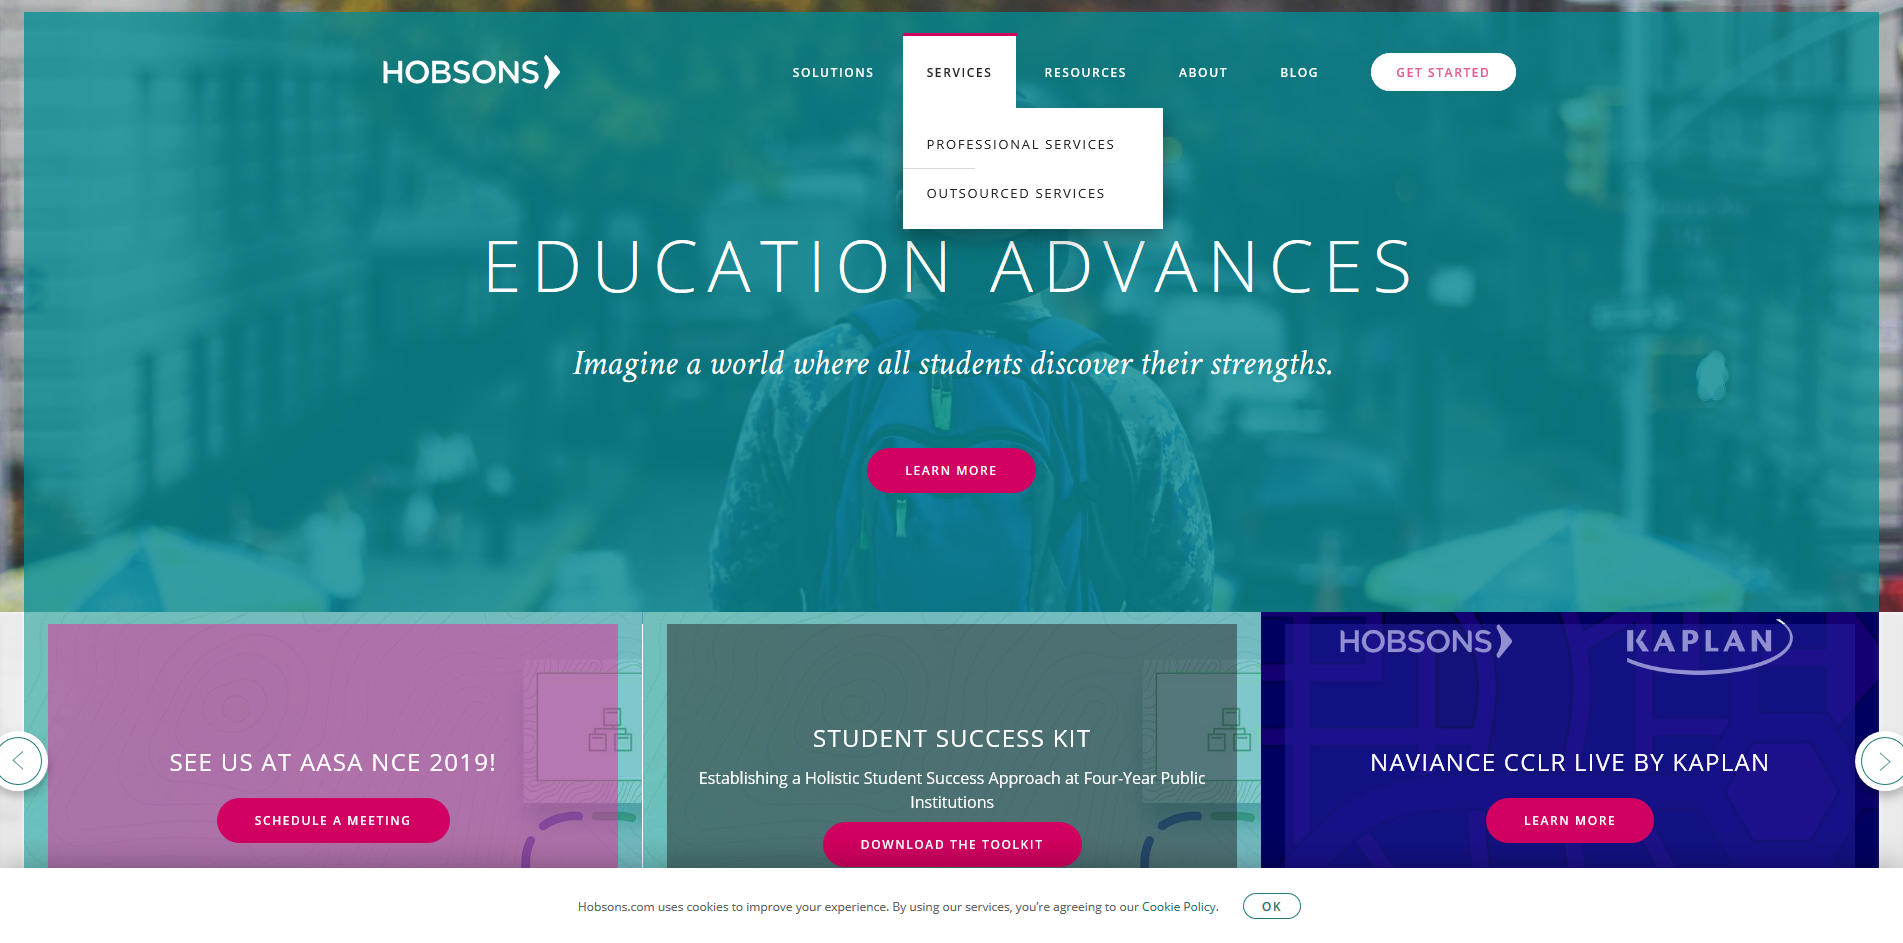 HOBSONS
SOLUTIONS
SERVICES
RESOURCES
ABOUT
BLOG
GET STARTED
PROFESSIONAL SERVICES
OUTSOURCED SERVICES
EDUCATION ADVANCES
Imagine a world where all students discover their strengths.
LEARN MORE
SEE US AT AASA NCE 2019!
SCHEDULE A MEETING
STUDENT SUCCESS KIT
Establishing a Holistic Student Success Approach at Four-Year Public
Institutions
DOWNLOAD THE TOOLKIT
HOBSONS
KAPLAN
NAVIANCE CCLR LIVE BY KAPLAN
LEARN MORE
Hobsons.com uses cookies to improve your experience. By using our services, you're agreeing to our Cookie Policy.
OK